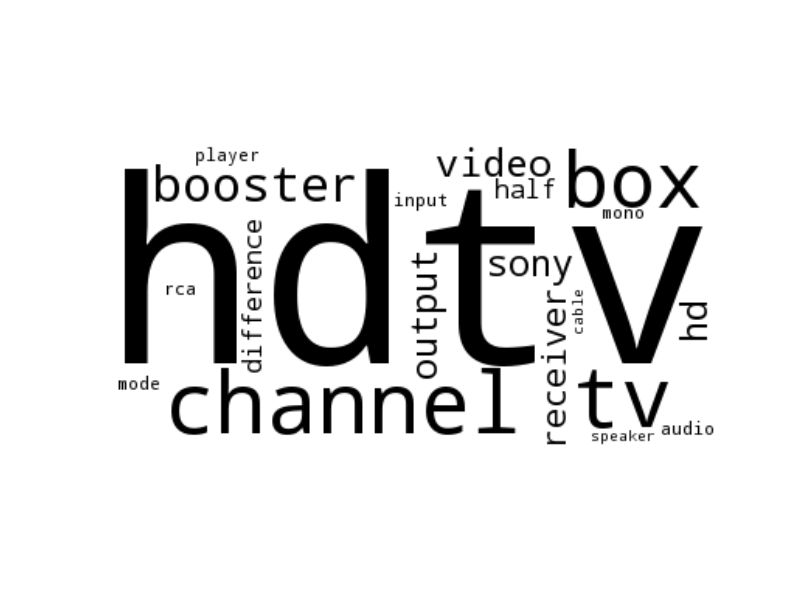 player
video
booster
half
box
input
mono
hdtv
difference
output
sony
rca
receiver
cable
hd
mode
channel
tv
speaker
audio